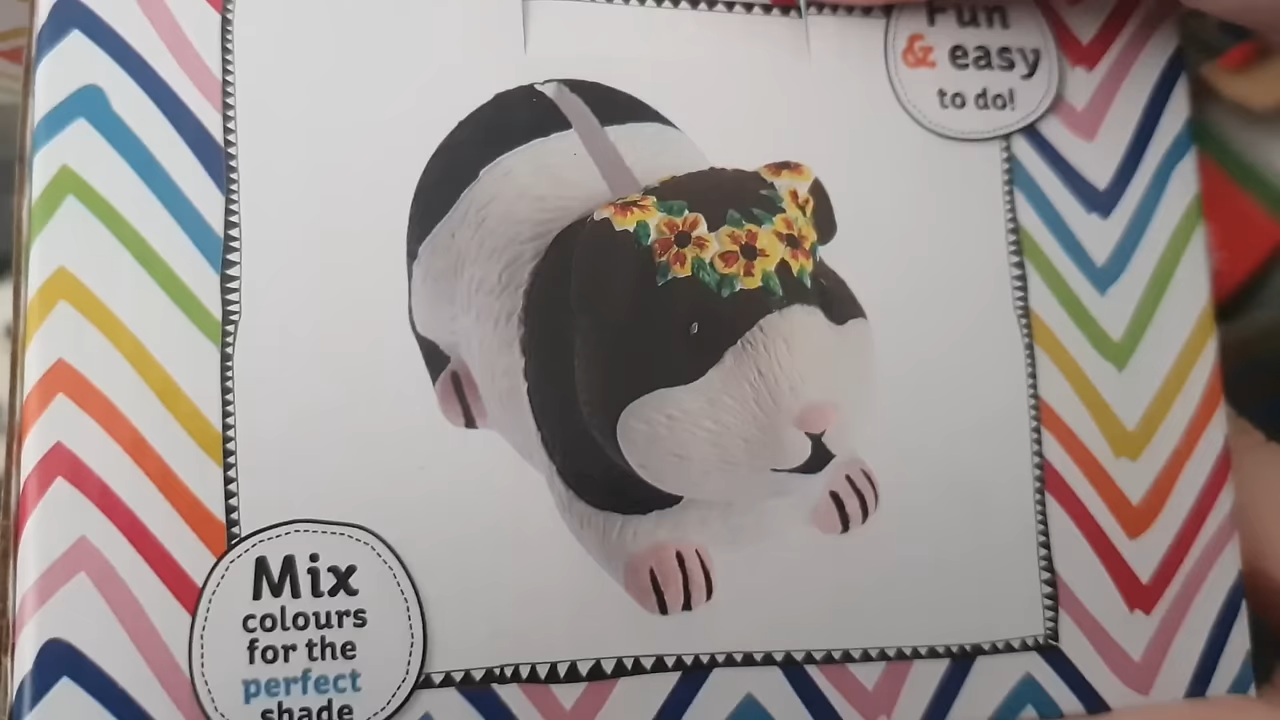 Fun
& easy
to do!
Mix
colours
for the
perfect
shade